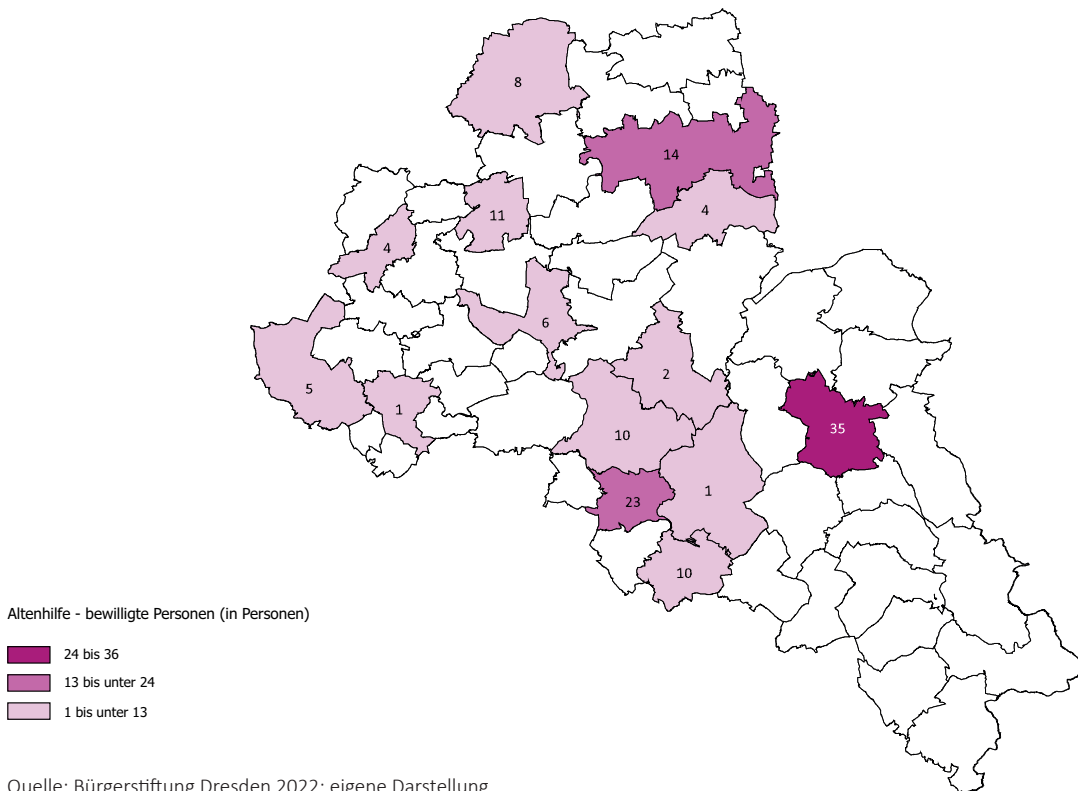 8
14
11
4
4
6
5
2
1
35
10
1
23
10
Altenhilfe - bewilligte Personen (in Personen)
24 bis 36
13 bis unter 24
1 bis unter 13
Quelle: Bürgerstiftung Dresden 2022; eigene Darstellung